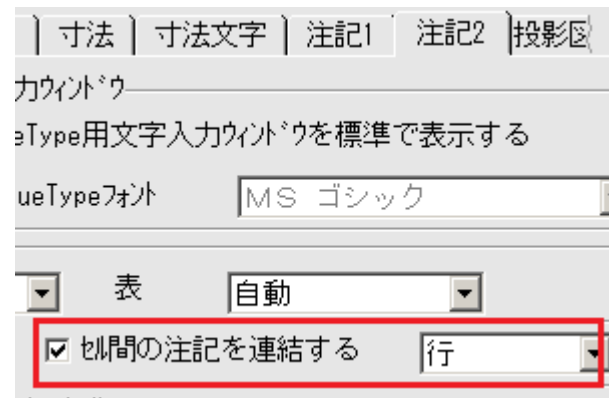 寸法 寸法文字 注記1 注記2 投影図
力ｳｨﾝﾄﾞｳ
eType用文字入力ｳｨﾝﾄﾞｳを標準で表示する
ueTypeﾌｫﾝﾄ ＭＳ ゴシック
表 自動
ｾﾙ間の注記を連結する 行